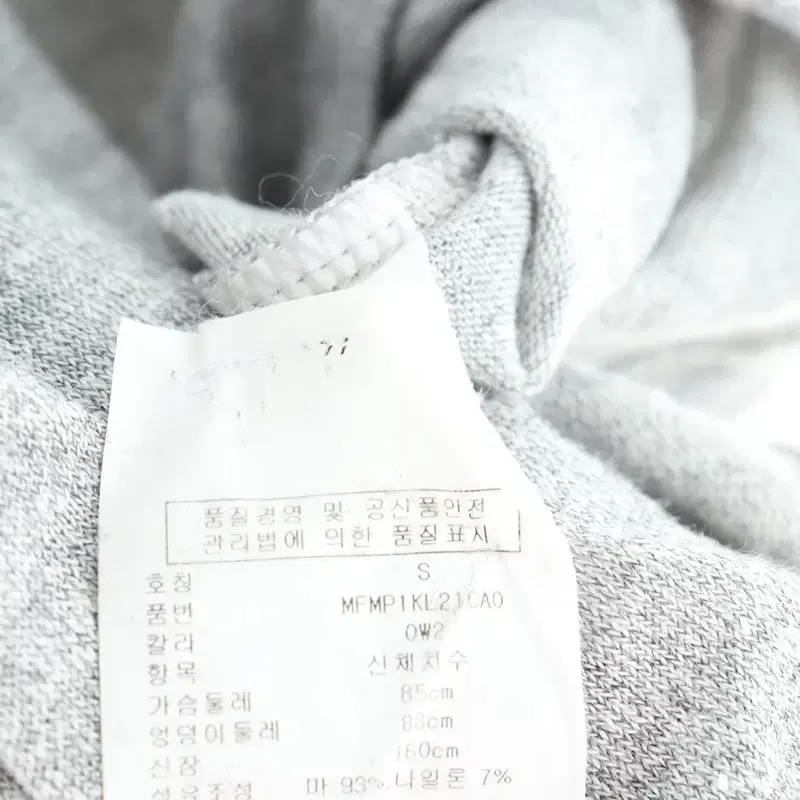 품질경영 및 공산품안전
관리법에 의한 품질표시
호칭 S
품번 MFMP1KL21CA0
칼라 OW2
항목 신체치수
가슴둘레 85cm
엉덩이둘레 88cm
신장 160cm
섬유조성 마 93%,나일론 7%